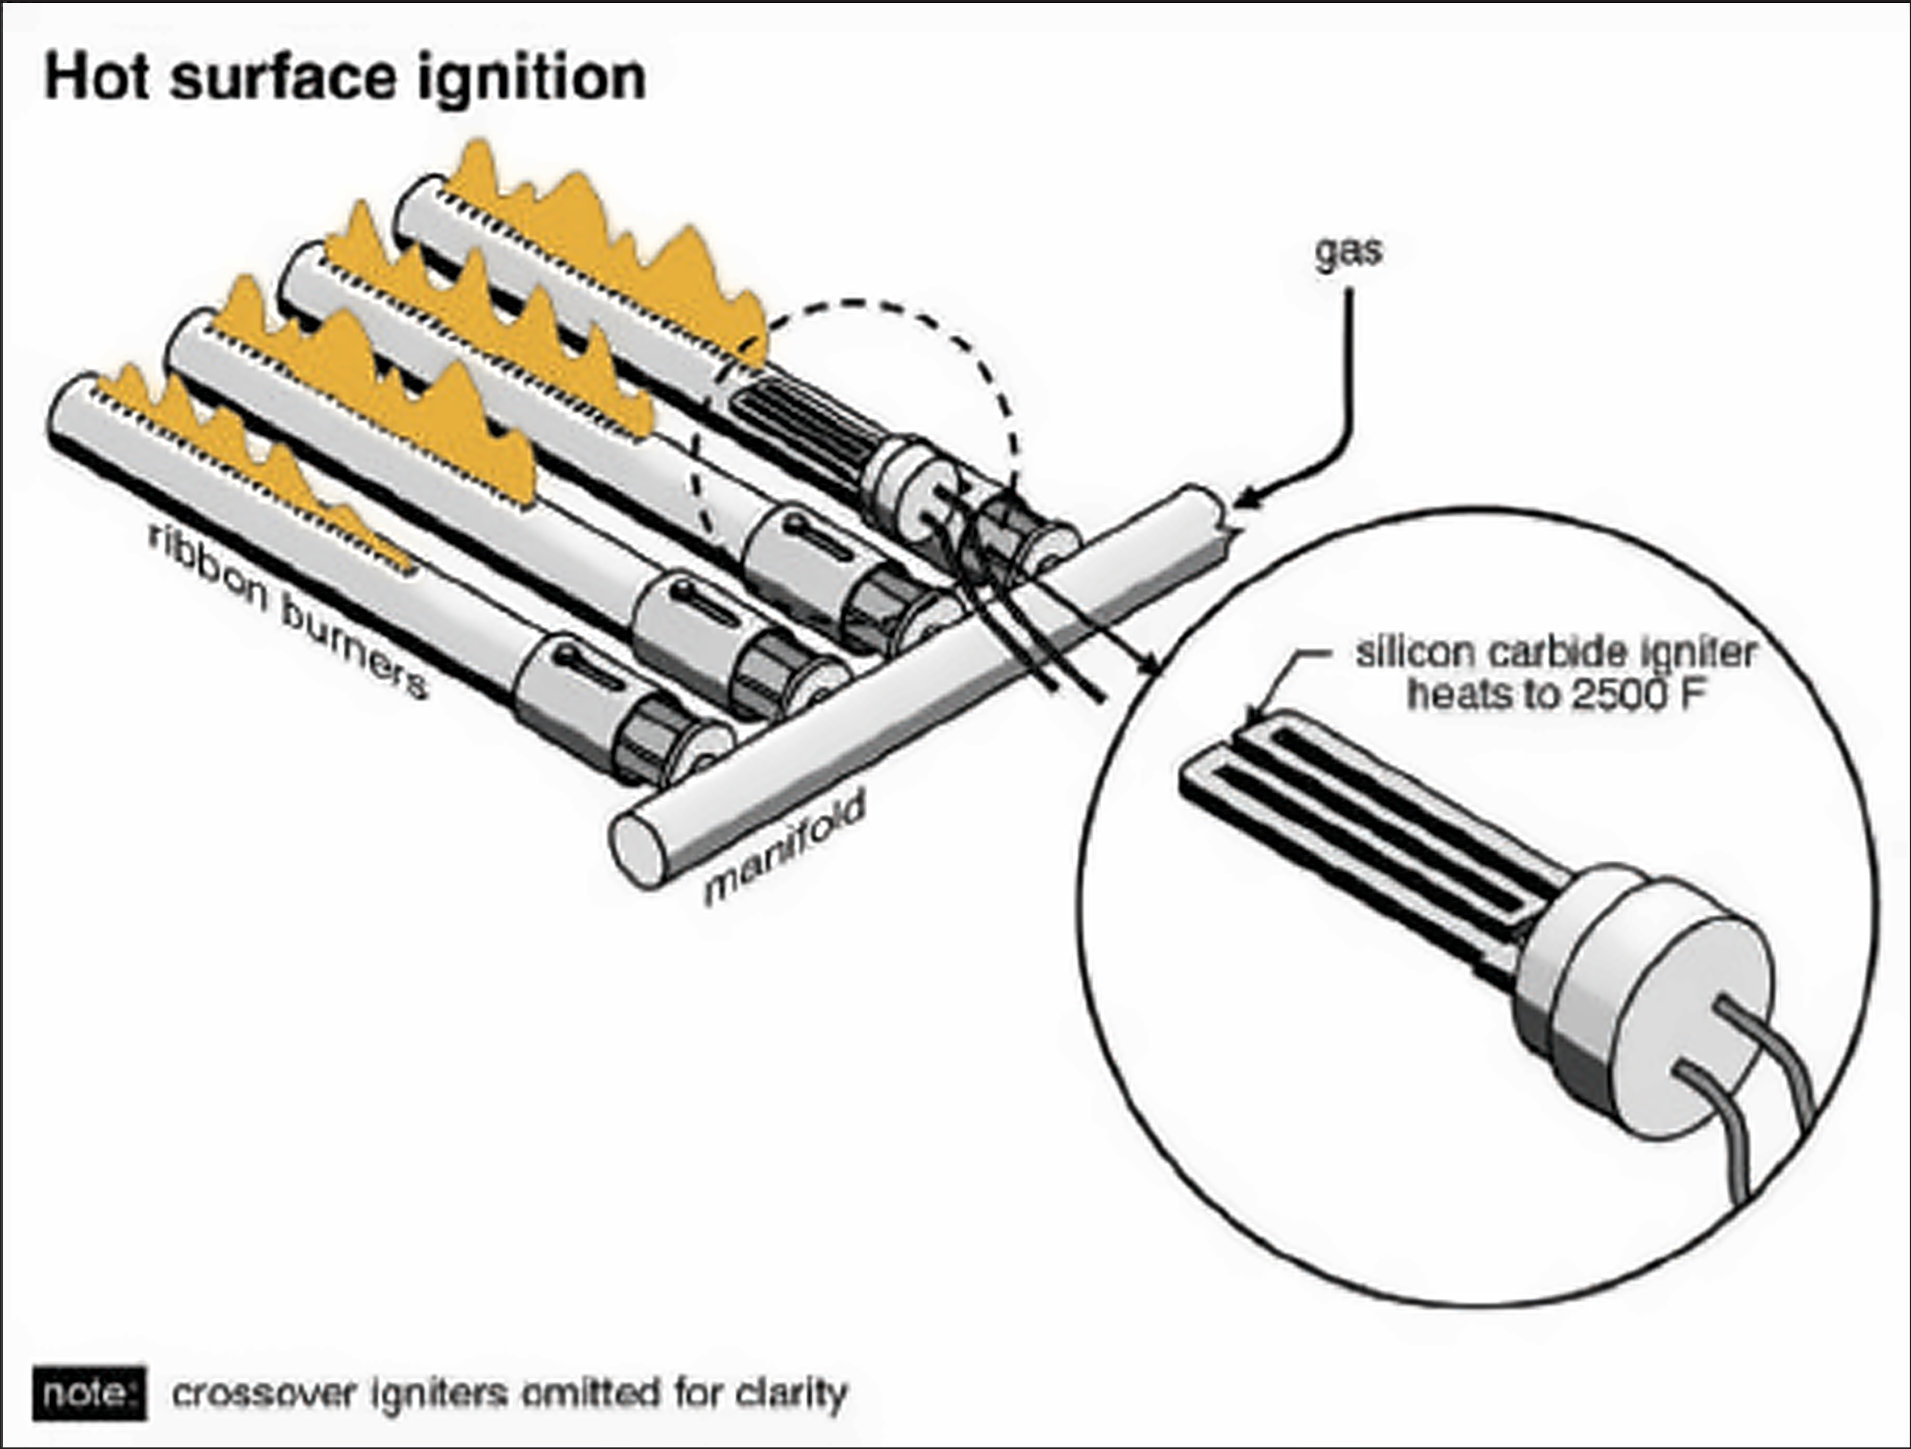 Hot surface ignition
gas
ribbon burners
silicon carbide igniter
heats to 2500 F
manifold
note: crossover igniters omitted for clarity